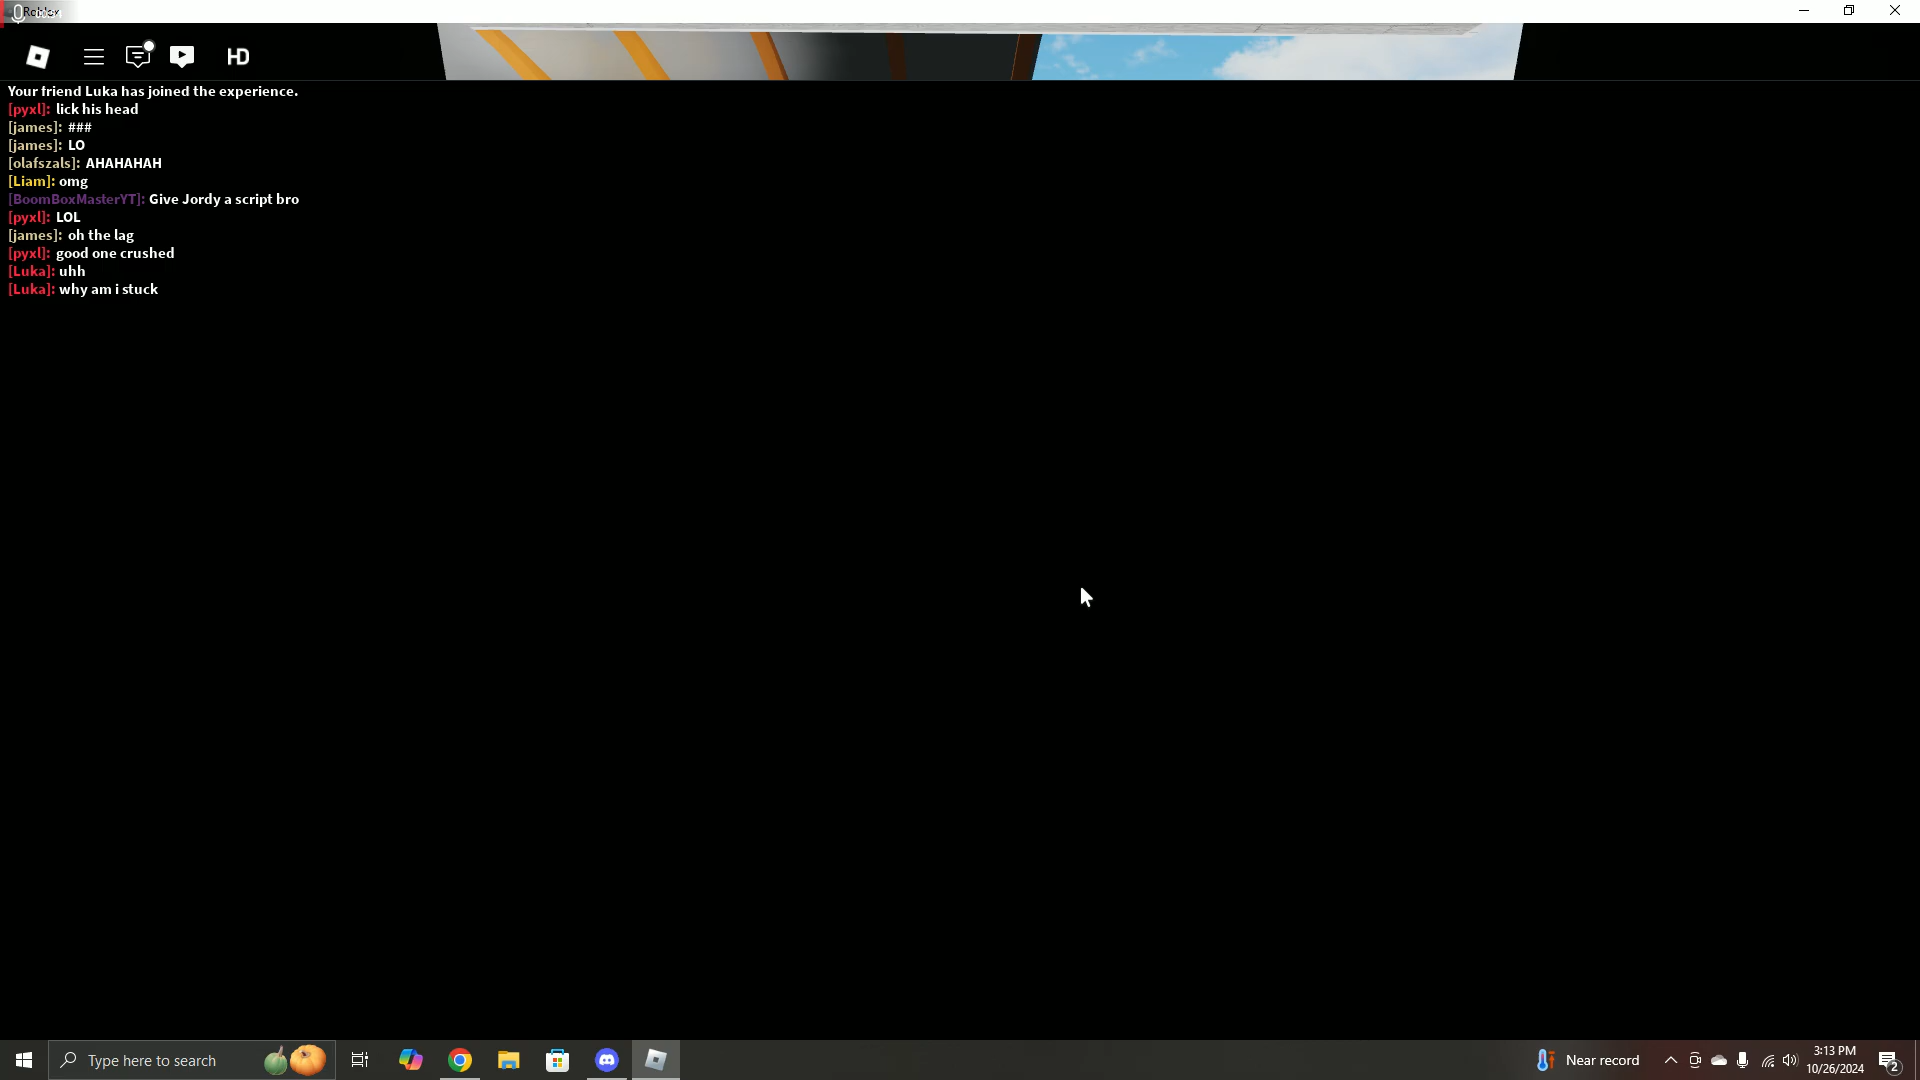 Roblox
HD
Your friend Luka has joined the experience.
[pyxl]: lick his head
[james]: ###
[james]: LO
[olafszals]: AHAHAHAH
[Liam]: omg
[BoomBoxMasterYT]: Give Jordy a script bro
[pyxl]: LOL
[james]: oh the lag
[pyxl]: good one crushed
[Luka]: uhh
[Luka]: why am i stuck
Type here to search
Near record
3:13 PM
10/26/2024
2